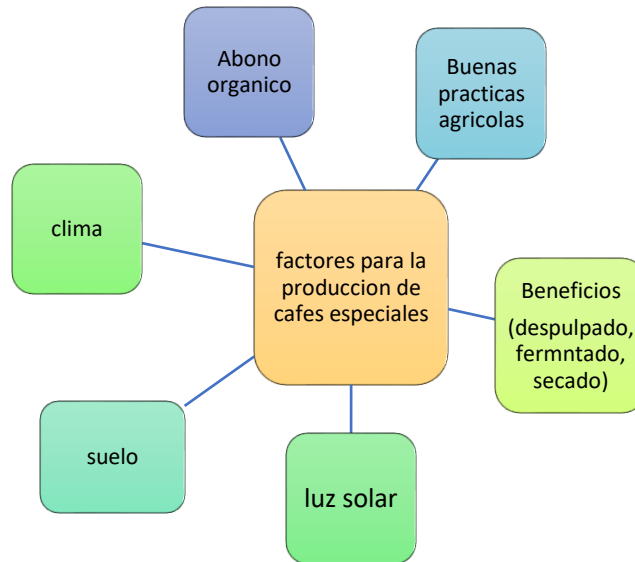 Abono
organico
Buenas
practicas
agricolas
clima
factores para la
produccion de
cafes especiales
Beneficios
(despulpado,
fermntado,
secado)
suelo
luz solar